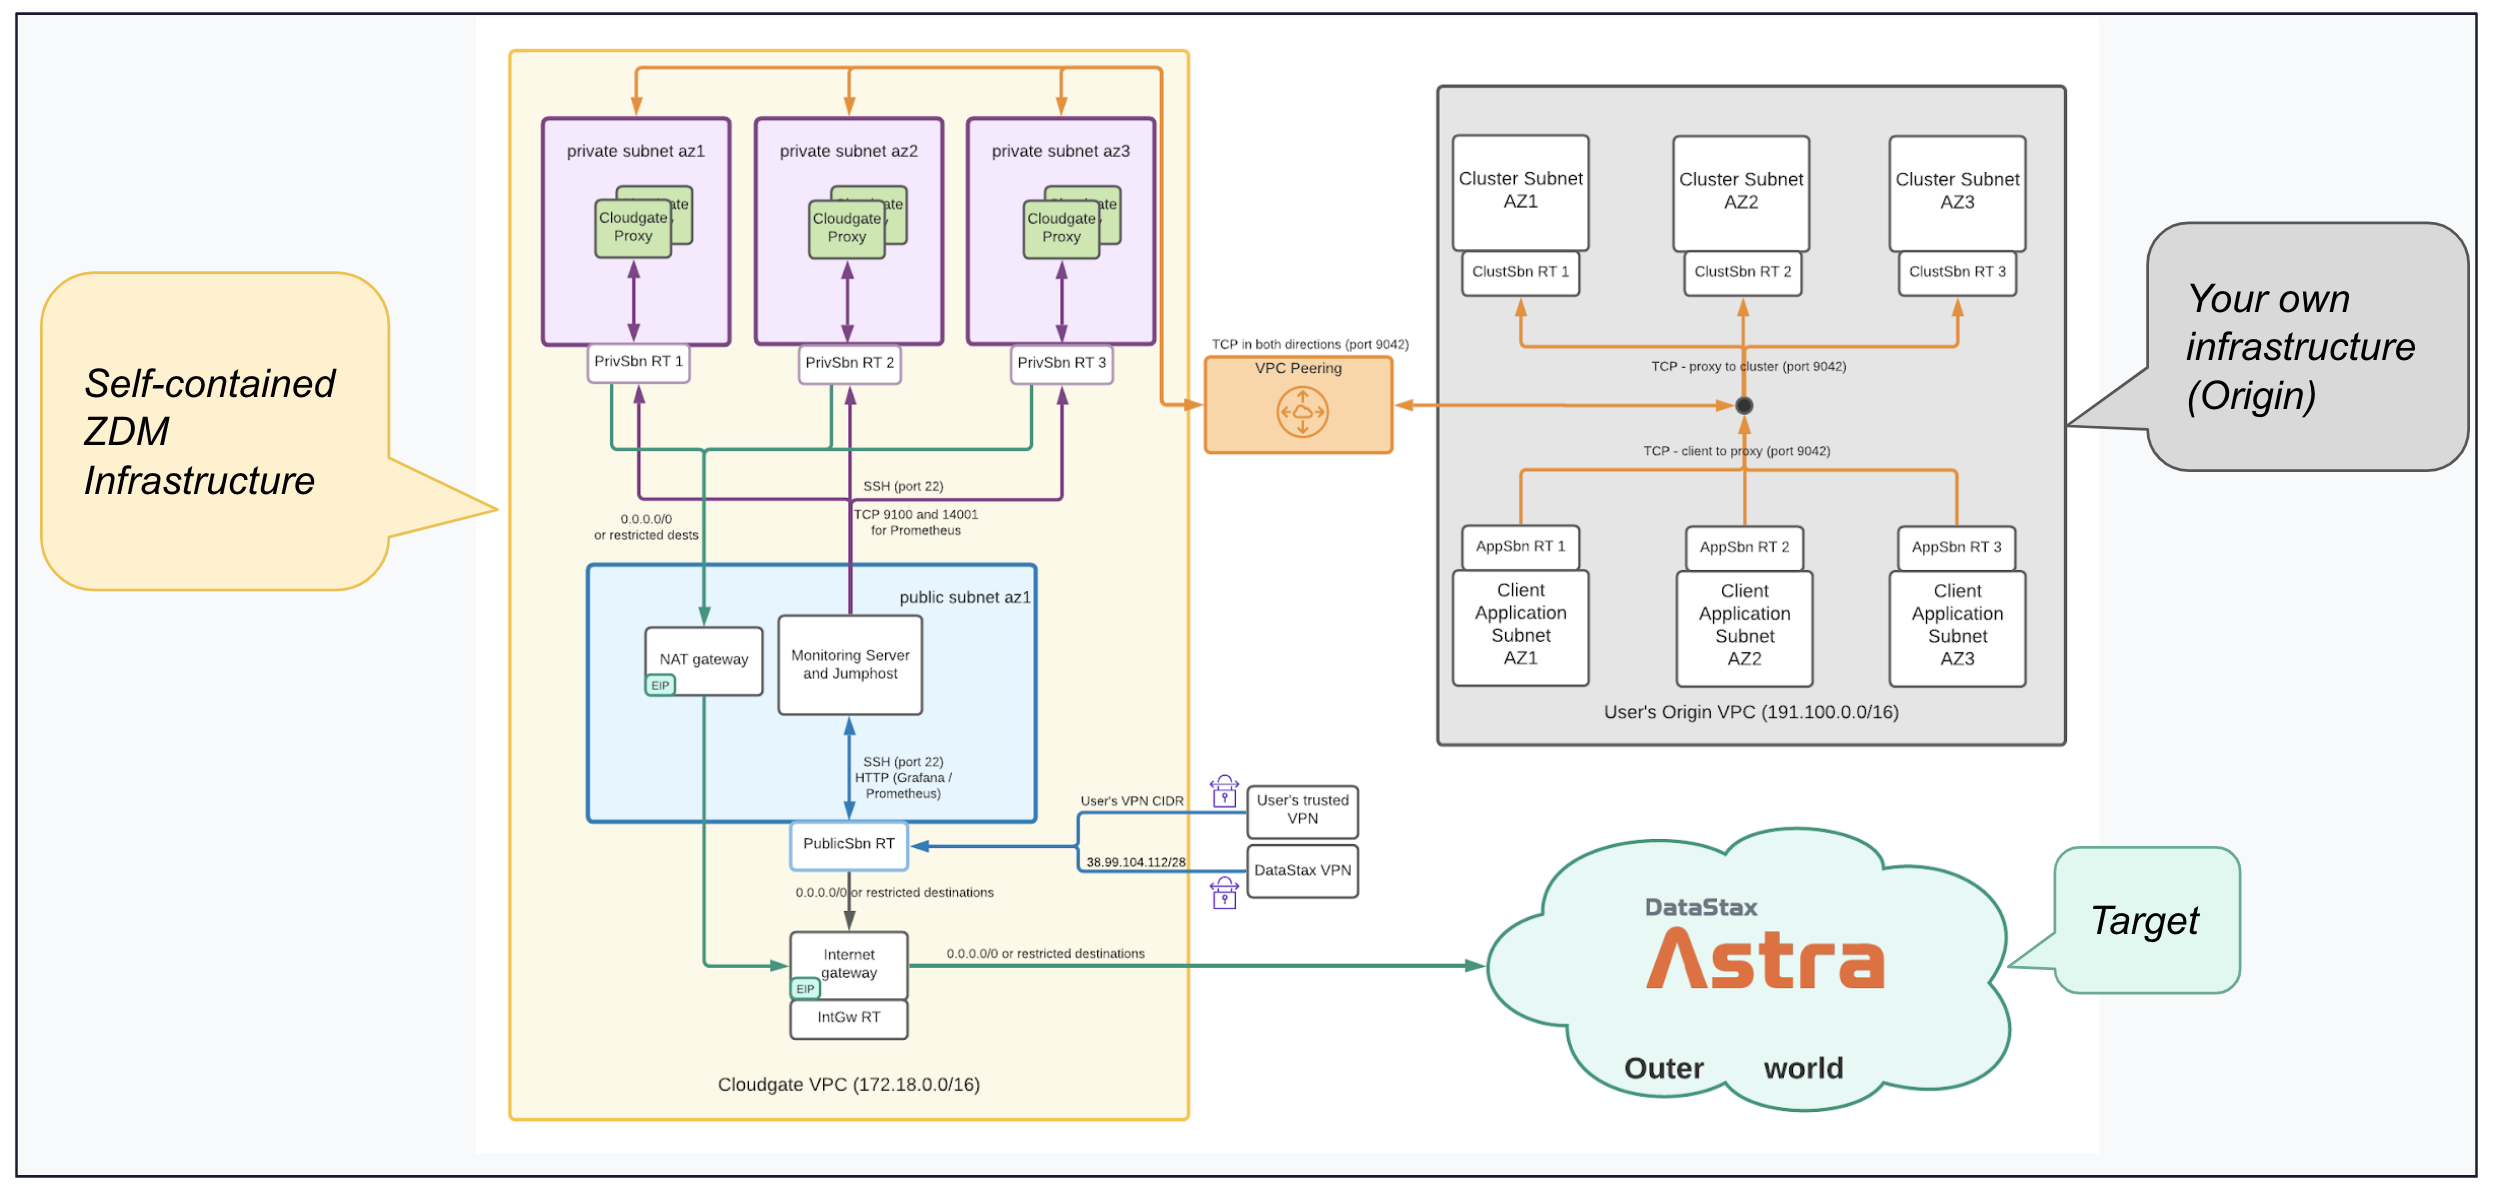 Self-contained
ZDM
Infrastructure
private subnet az1
Cloudgate
Proxy
private subnet az2
Cloudgate
Proxy
private subnet az3
Cloudgate
Proxy
PrivSbn RT 1
PrivSbn RT 2
PrivSbn RT 3
SSH (port 22)
TCP 9100 and 14001
for Prometheus
0.0.0.0/0
or restricted dests
public subnet az1
NAT gateway
EIP
Monitoring Server
and Jumphost
SSH (port 22)
HTTP (Grafana /
Prometheus)
PublicSbn RT
0.0.0.0/0 or restricted destinations
Internet
gateway
EIP
IntGw RT
Cloudgate VPC (172.18.0.0/16)
User's VPN CIDR
38.99.104.112/28
User's trusted
VPN
DataStax VPN
0.0.0.0/0 or restricted destinations
TCP in both directions (port 9042)
VPC Peering
Cluster Subnet
AZ1
Cluster Subnet
AZ2
Cluster Subnet
AZ3
ClustSbn RT 1
ClustSbn RT 2
ClustSbn RT 3
TCP - proxy to cluster (port 9042)
TCP - client to proxy (port 9042)
AppSbn RT 1
AppSbn RT 2
AppSbn RT 3
Client
Application
Subnet
AZ1
Client
Application
Subnet
AZ2
Client
Application
Subnet
AZ3
User's Origin VPC (191.100.0.0/16)
Your own
infrastructure
(Origin)
DataStax
Astra
Outer world
Target